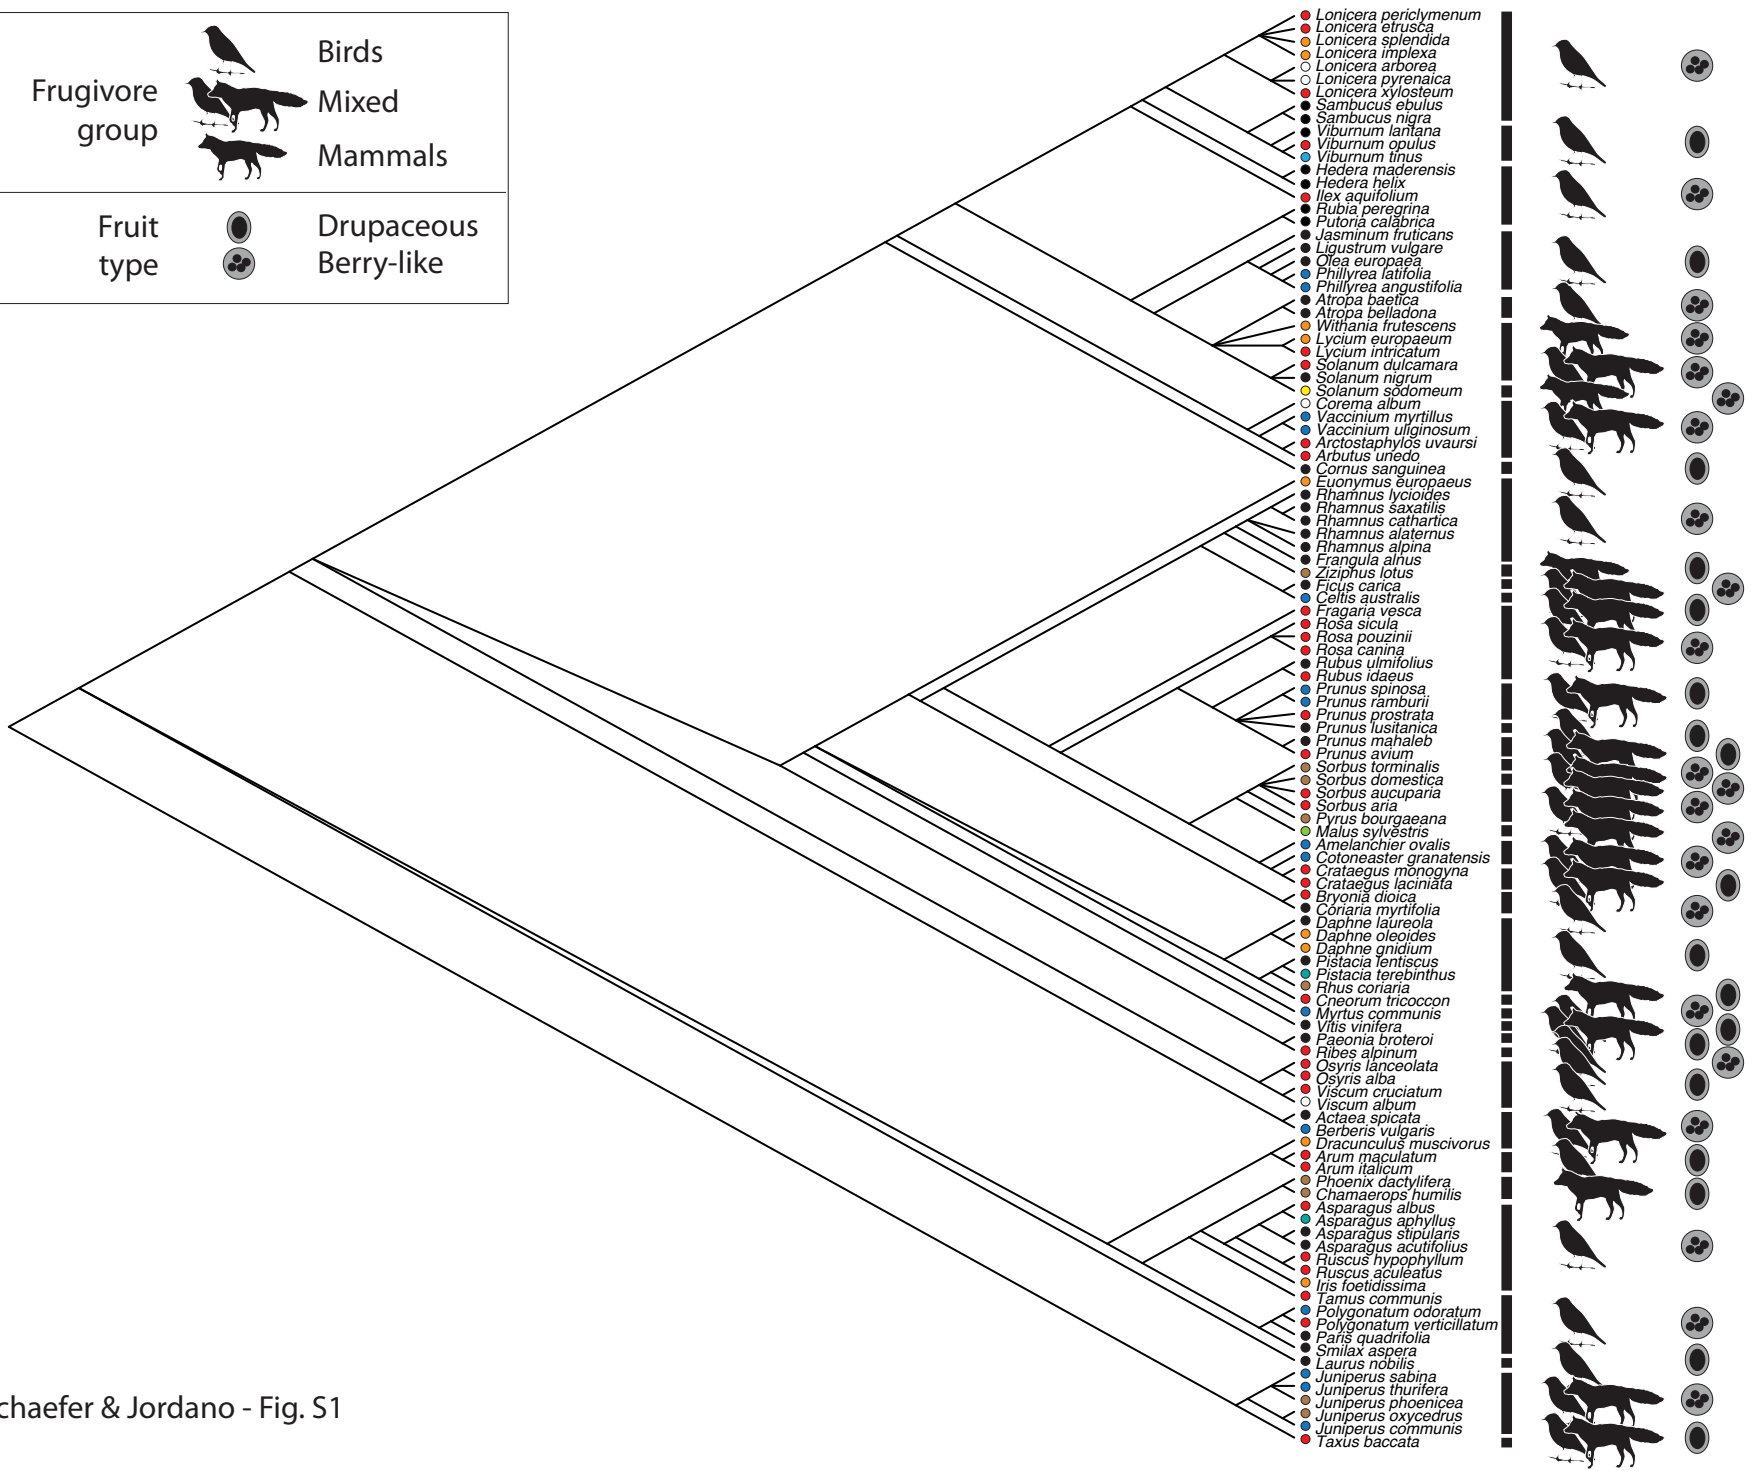 Frugivore
group
Birds
Mixed
Mammals
Fruit
type
Drupaceous
Berry-like
Lonicera periclymenum
Lonicera etrusca
Lonicera splendida
Lonicera implexa
Lonicera arborea
Lonicera pyrenaica
Lonicera xylosteum
Sambucus ebulus
Sambucus nigra
Viburnum lantana
Viburnum opulus
Viburnum tinus
Hedera maderensis
Hedera helix
Ilex aquifolium
Rubia peregrina
Putoria calabrica
Jasminum fruticans
Ligustrum vulgare
Olea europaea
Phillyrea latifolia
Phillyrea angustifolia
Atropa baetica
Atropa belladona
Withania frutescens
Lycium europaeum
Lycium intricatum
Solanum dulcamara
Solanum nigrum
Solanum sodomeum
Corema album
Vaccinium myrtillus
Vaccinium uliginosum
Arctostaphylos uvaursi
Arbutus unedo
Cornus sanguinea
Euonymus europaeus
Rhamnus lycioides
Rhamnus saxatilis
Rhamnus cathartica
Rhamnus alaternus
Rhamnus alpina
Frangula alnus
Ziziphus lotus
Ficus carica
Celtis australis
Fragaria vesca
Rosa sicula
Rosa pouzinii
Rosa canina
Rubus ulmifolius
Rubus idaeus
Prunus spinosa
Prunus ramburii
Prunus prostrata
Prunus lusitanica
Prunus mahaleb
Prunus avium
Sorbus torminalis
Sorbus domestica
Sorbus aucuparia
Sorbus aria
Pyrus bourgaeana
Malus sylvestris
Amelanchier ovalis
Cotoneaster granatensis
Crataegus monogyna
Crataegus laciniata
Bryonia dioica
Coriaria myrtifolia
Daphne laureola
Daphne oleoides
Daphne gnidium
Pistacia lentiscus
Pistacia terebinthus
Rhus coriaria
Cneorum tricoccon
Myrtus communis
Vitis vinifera
Paeonia broteroi
Ribes alpinum
Osyris lanceolata
Osyris alba
Viscum cruciatum
Viscum album
Actaea spicata
Berberis vulgaris
Dracunculus muscivorus
Arum maculatum
Arum italicum
Phoenix dactylifera
Chamaerops humilis
Asparagus albus
Asparagus aphyllus
Asparagus stipularis
Asparagus acutifolius
Ruscus hypophyllum
Ruscus aculeatus
Iris foetidissima
Tamus communis
Polygonatum odoratum
Polygonatum verticillatum
Paris quadrifolia
Smilax aspera
Laurus nobilis
Juniperus sabina
Juniperus thurifera
Juniperus phoenicea
Juniperus oxycedrus
Juniperus communis
Taxus baccata
chaefer & Jordano - Fig. S1